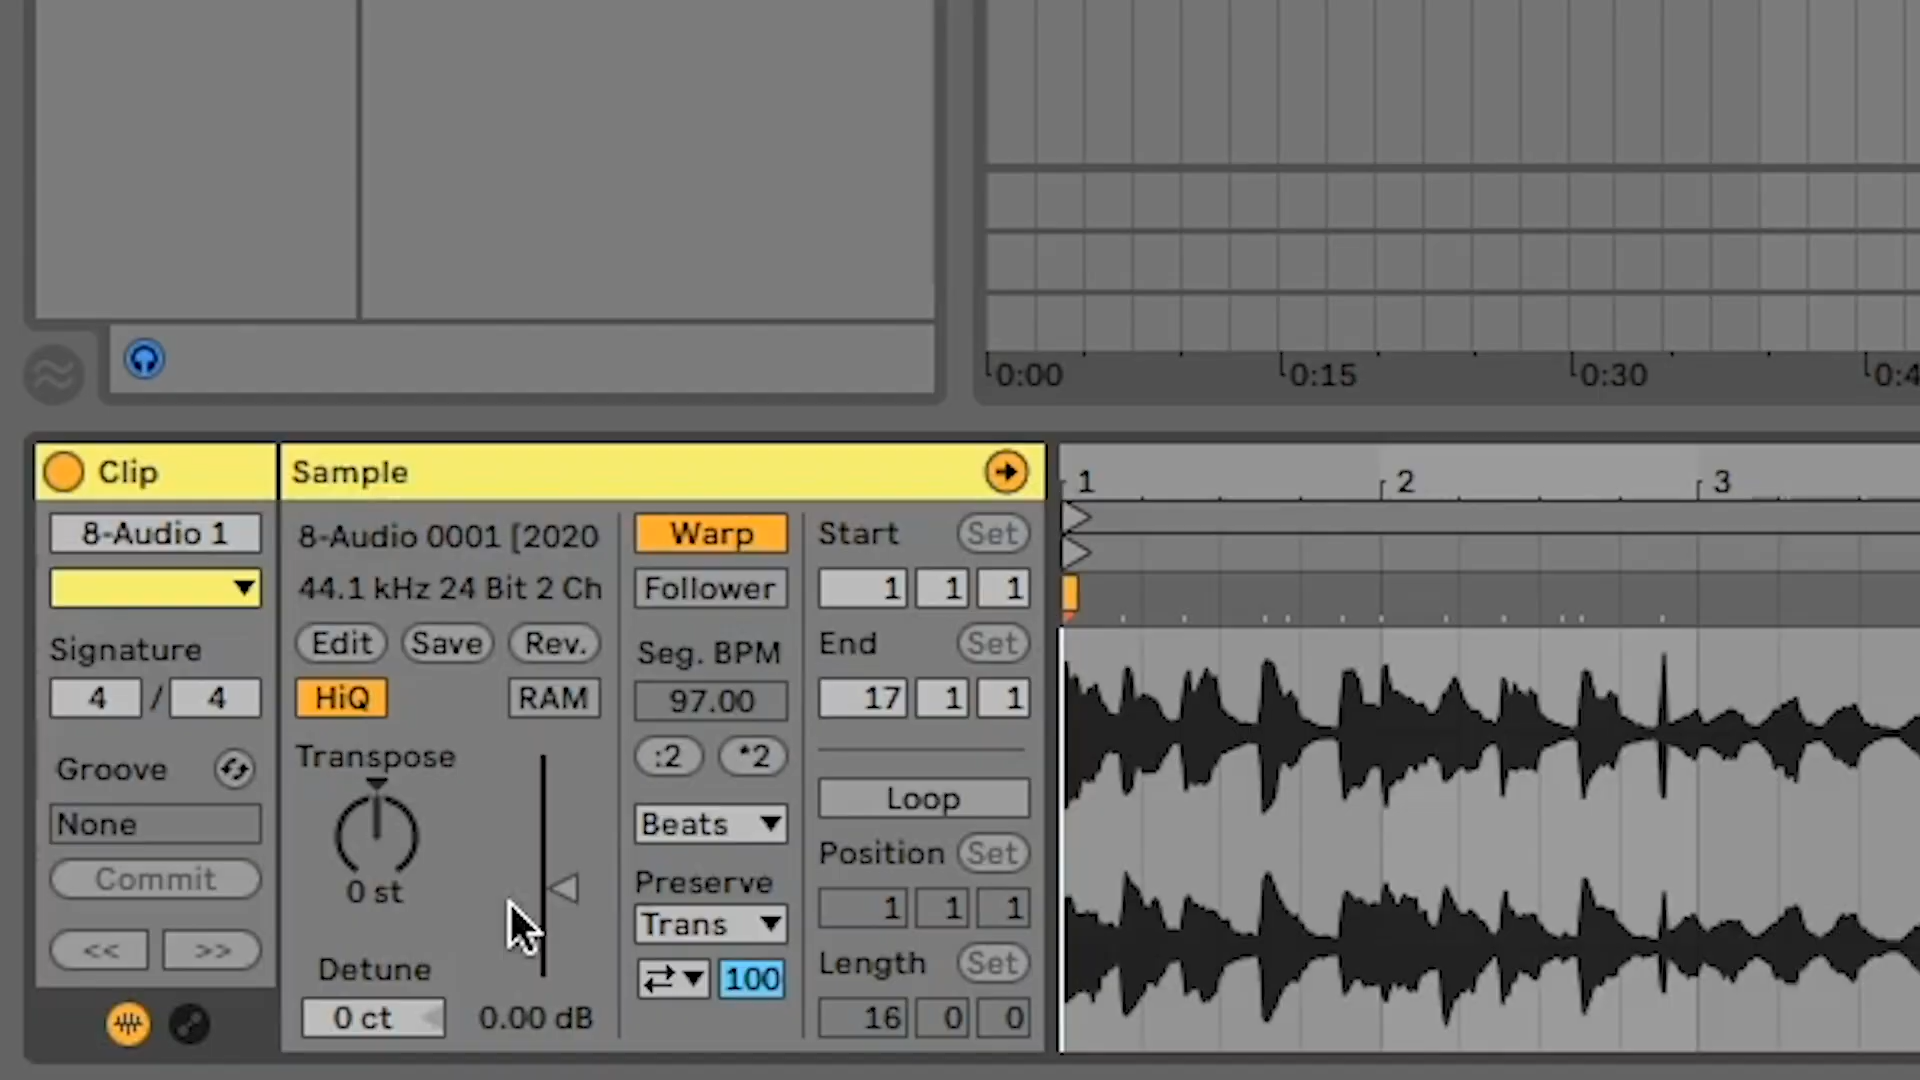 0:00 0:15 0:30 0:4
Clip
8-Audio 1
Signature
4 / 4
Groove
None
Commit
<< >>
Sample
8-Audio 0001 [2020
44.1 kHz 24 Bit 2 Ch
Edit Save Rev.
HiQ RAM
Transpose
0 st
Detune
0 ct 0.00 dB
Warp
Follower
Seg. BPM
97.00
:2 *2
Beats
Preserve
Trans
100
Start Set
1 1 1
End Set
17 1 1
Loop
Position Set
1 1 1
Length Set
16 0 0
1 2 3